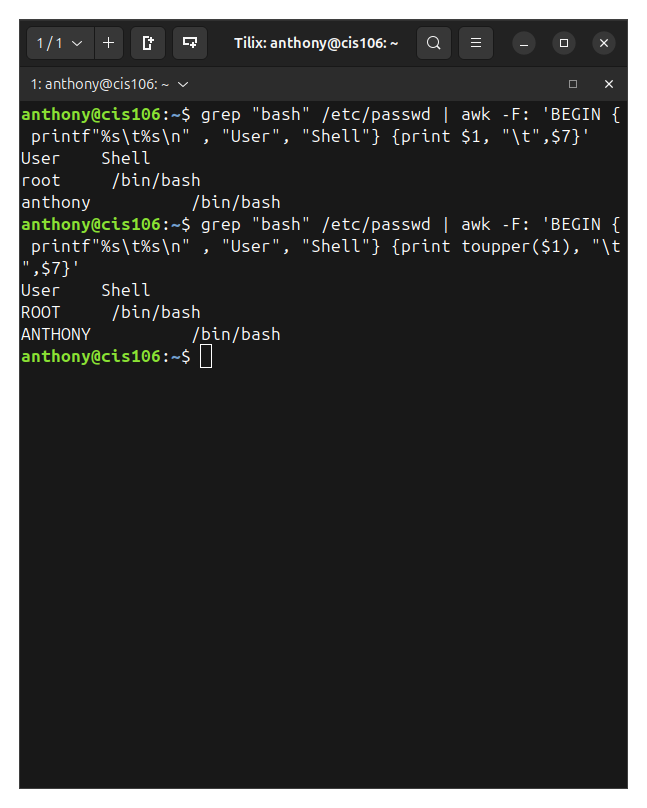 1 / 1
Tilix: anthony@cis106: ~
1: anthony@cis106: ~
anthony@cis106:~$ grep "bash" /etc/passwd | awk -F: 'BEGIN {
 printf"%s\t%s\n" , "User", "Shell"} {print $1, "\t",$7}'
User    Shell
root     /bin/bash
anthony          /bin/bash
anthony@cis106:~$ grep "bash" /etc/passwd | awk -F: 'BEGIN {
 printf"%s\t%s\n" , "User", "Shell"} {print toupper($1), "\t
",$7}'
User    Shell
ROOT     /bin/bash
ANTHONY          /bin/bash
anthony@cis106:~$